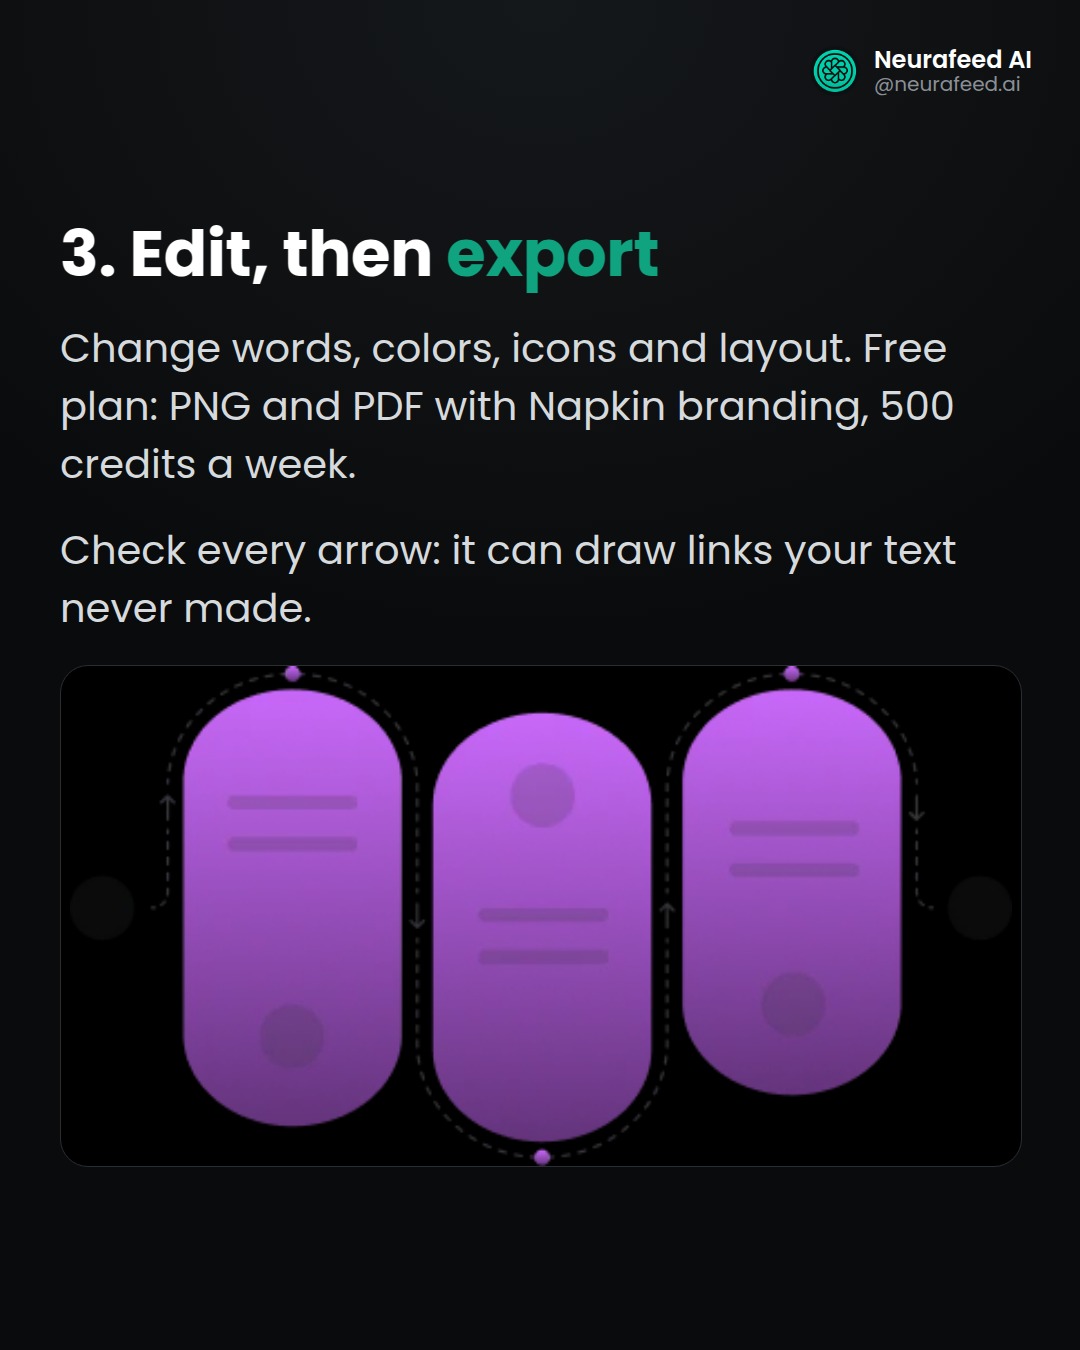 Neurafeed AI
@neurafeed.ai
3. Edit, then export
Change words, colors, icons and layout. Free
plan: PNG and PDF with Napkin branding, 500
credits a week.
Check every arrow: it can draw links your text
never made.